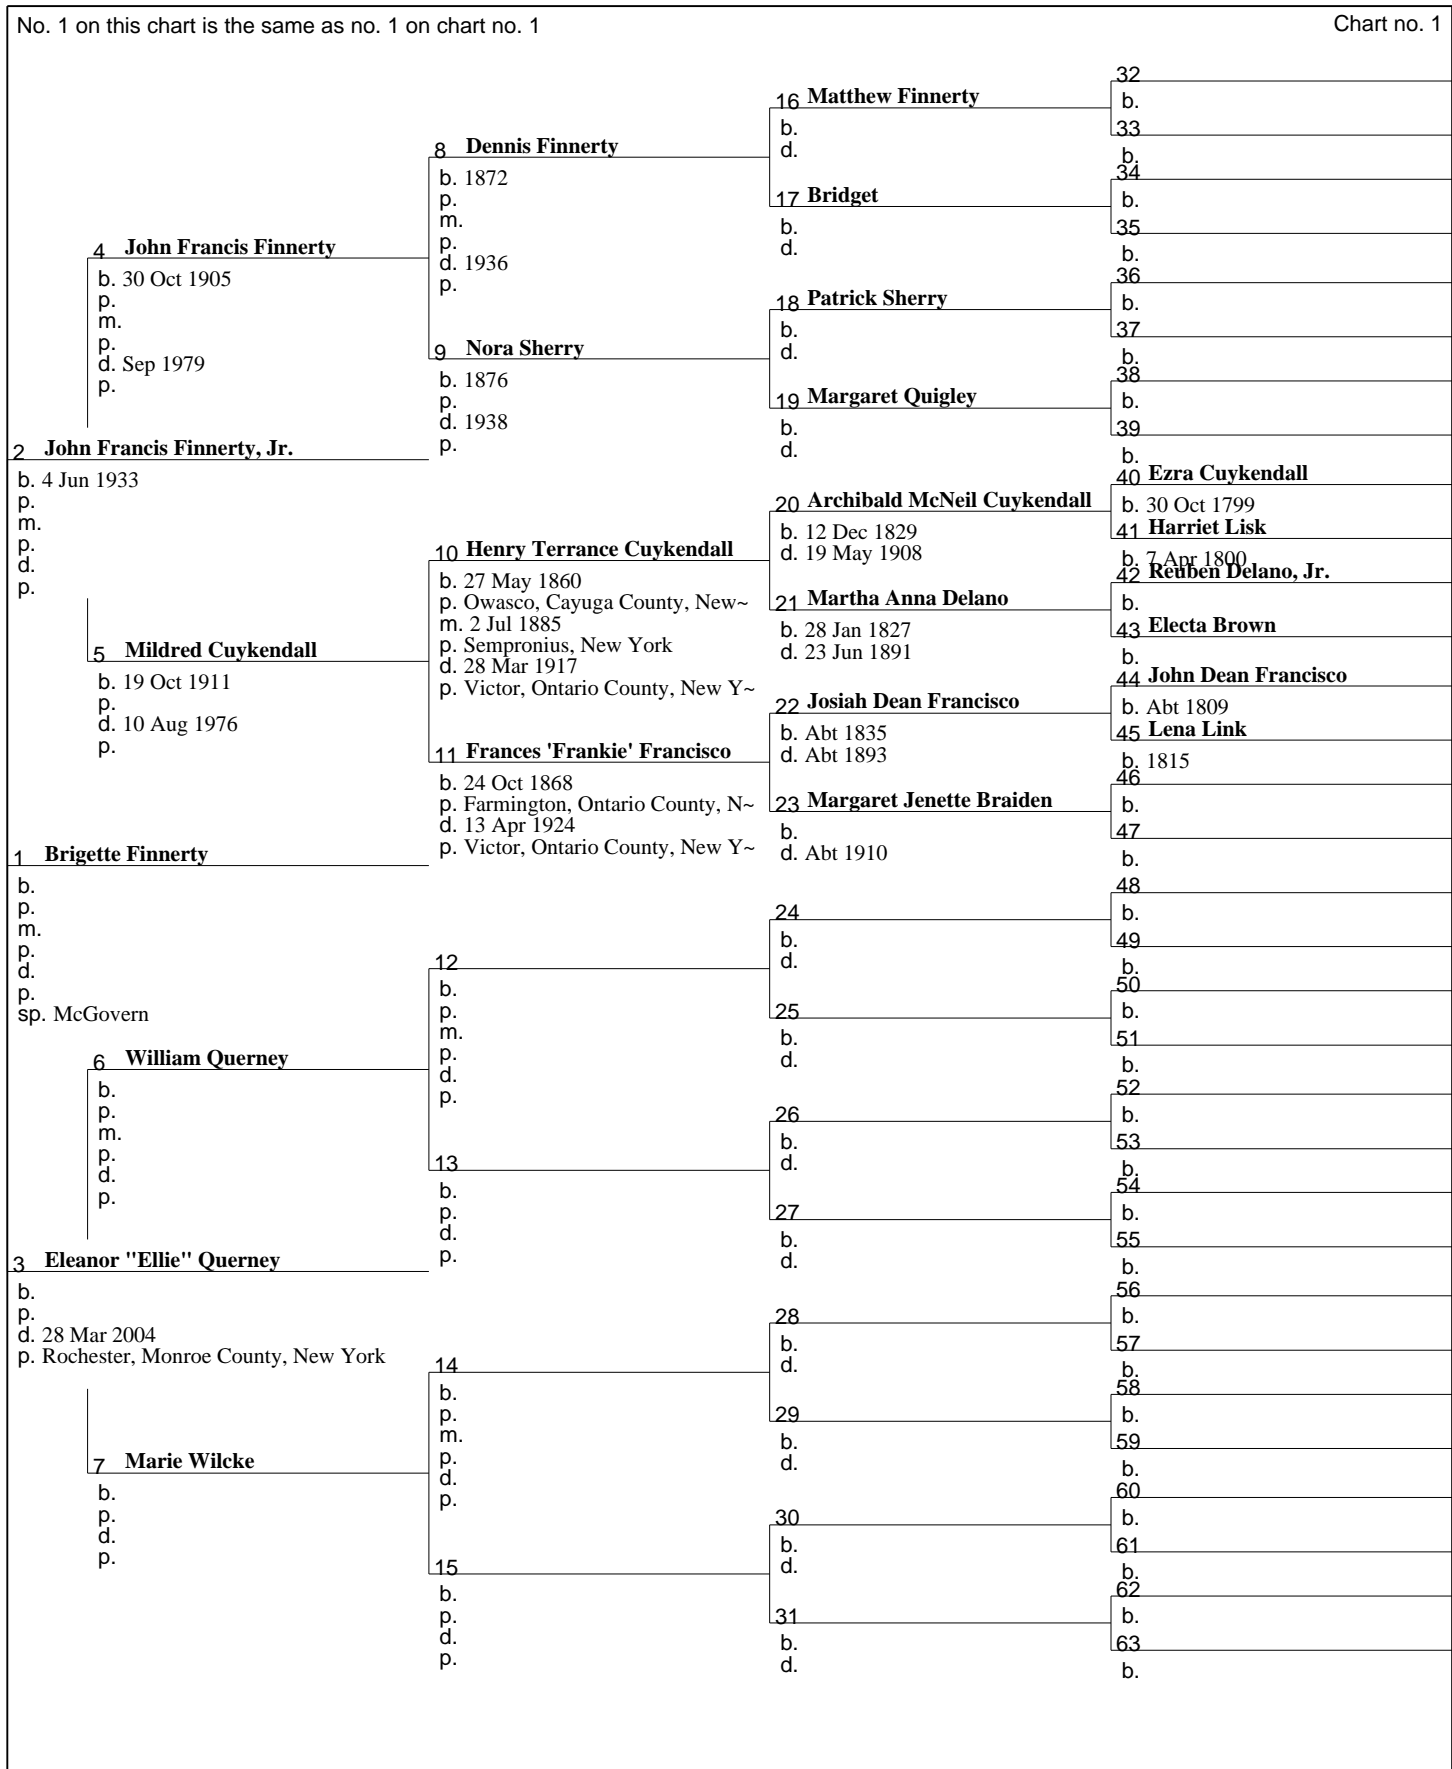 No. 1 on this chart is the same as no. 1 on chart no. 1
Chart no. 1
2 John Francis Finnerty, Jr.
b. 4 Jun 1933
p.
m.
p.
d.
p.
1 Brigette Finnerty
b.
p.
m.
p.
d.
p.
sp. McGovern
3 Eleanor "Ellie" Querney
b.
p.
d. 28 Mar 2004
p. Rochester, Monroe County, New York
4 John Francis Finnerty
b. 30 Oct 1905
p.
m.
p.
d. Sep 1979
p.
5 Mildred Cuykendall
b. 19 Oct 1911
p.
d. 10 Aug 1976
p.
6 William Querney
b.
p.
m.
p.
d.
p.
7 Marie Wilcke
b.
p.
d.
p.
8 Dennis Finnerty
b. 1872
p.
m.
p.
d. 1936
p.
9 Nora Sherry
b. 1876
p.
d. 1938
p.
10 Henry Terrance Cuykendall
b. 27 May 1860
p. Owasco, Cayuga County, New~
m. 2 Jul 1885
p. Sempronius, New York
d. 28 Mar 1917
p. Victor, Ontario County, New Y~
11 Frances 'Frankie' Francisco
b. 24 Oct 1868
p. Farmington, Ontario County, N~
d. 13 Apr 1924
p. Victor, Ontario County, New Y~
12
b.
p.
m.
p.
d.
p.
13
b.
p.
d.
p.
14
b.
p.
m.
p.
d.
p.
15
b.
p.
d.
p.
16 Matthew Finnerty
b.
d.
17 Bridget
b.
d.
18 Patrick Sherry
b.
d.
19 Margaret Quigley
b.
d.
20 Archibald McNeil Cuykendall
b. 12 Dec 1829
d. 19 May 1908
21 Martha Anna Delano
b. 28 Jan 1827
d. 23 Jun 1891
22 Josiah Dean Francisco
b. Abt 1835
d. Abt 1893
23 Margaret Jenette Braiden
b.
d. Abt 1910
24
b.
d.
25
b.
d.
26
b.
d.
27
b.
d.
28
b.
d.
29
b.
d.
30
b.
d.
31
b.
d.
32
b.
33
b.
34
b.
35
b.
36
b.
37
b.
38
b.
39
b.
40 Ezra Cuykendall
b. 30 Oct 1799
41 Harriet Lisk
b. 7 Apr 1800
42 Reuben Delano, Jr.
b.
43 Electa Brown
b.
44 John Dean Francisco
b. Abt 1809
45 Lena Link
b. 1815
46
b.
47
b.
48
b.
49
b.
50
b.
51
b.
52
b.
53
b.
54
b.
55
b.
56
b.
57
b.
58
b.
59
b.
60
b.
61
b.
62
b.
63
b.